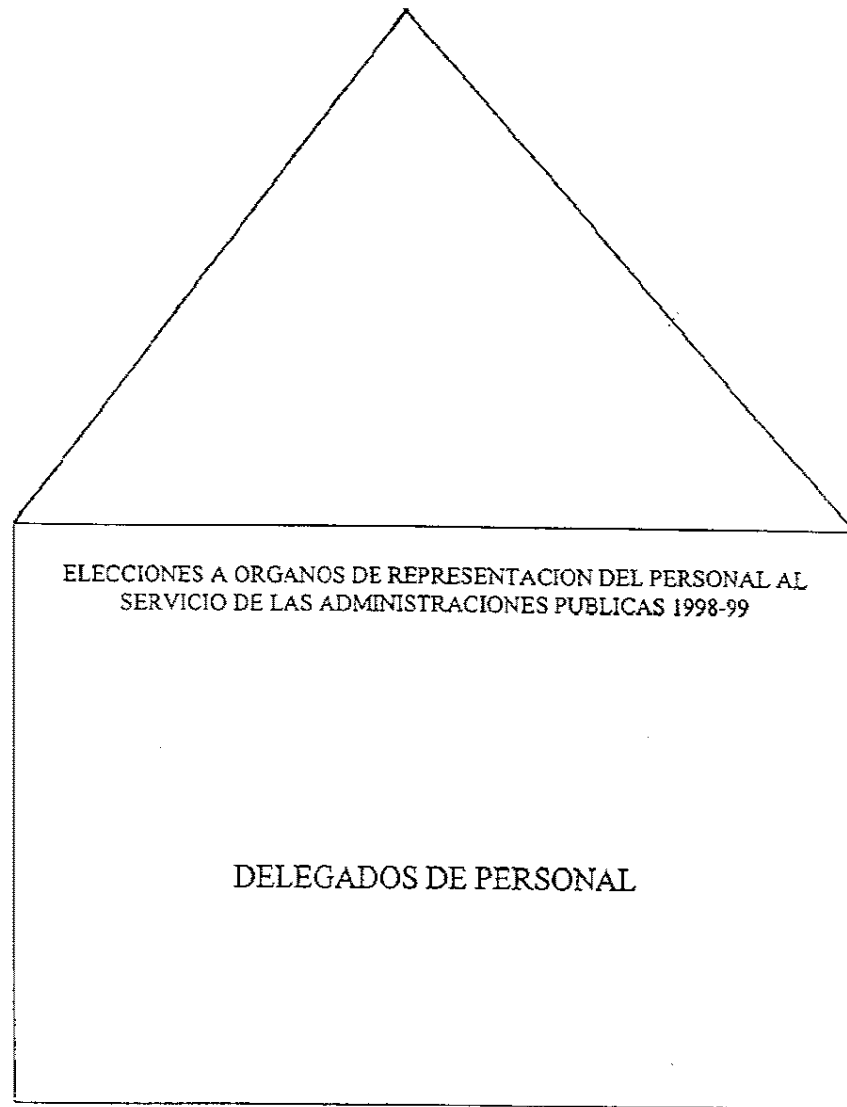 ELECCIONES A ORGANOS DE REPRESENTACION DEL PERSONAL AL
SERVICIO DE LAS ADMINISTRACIONES PUBLICAS 1998-99
DELEGADOS DE PERSONAL